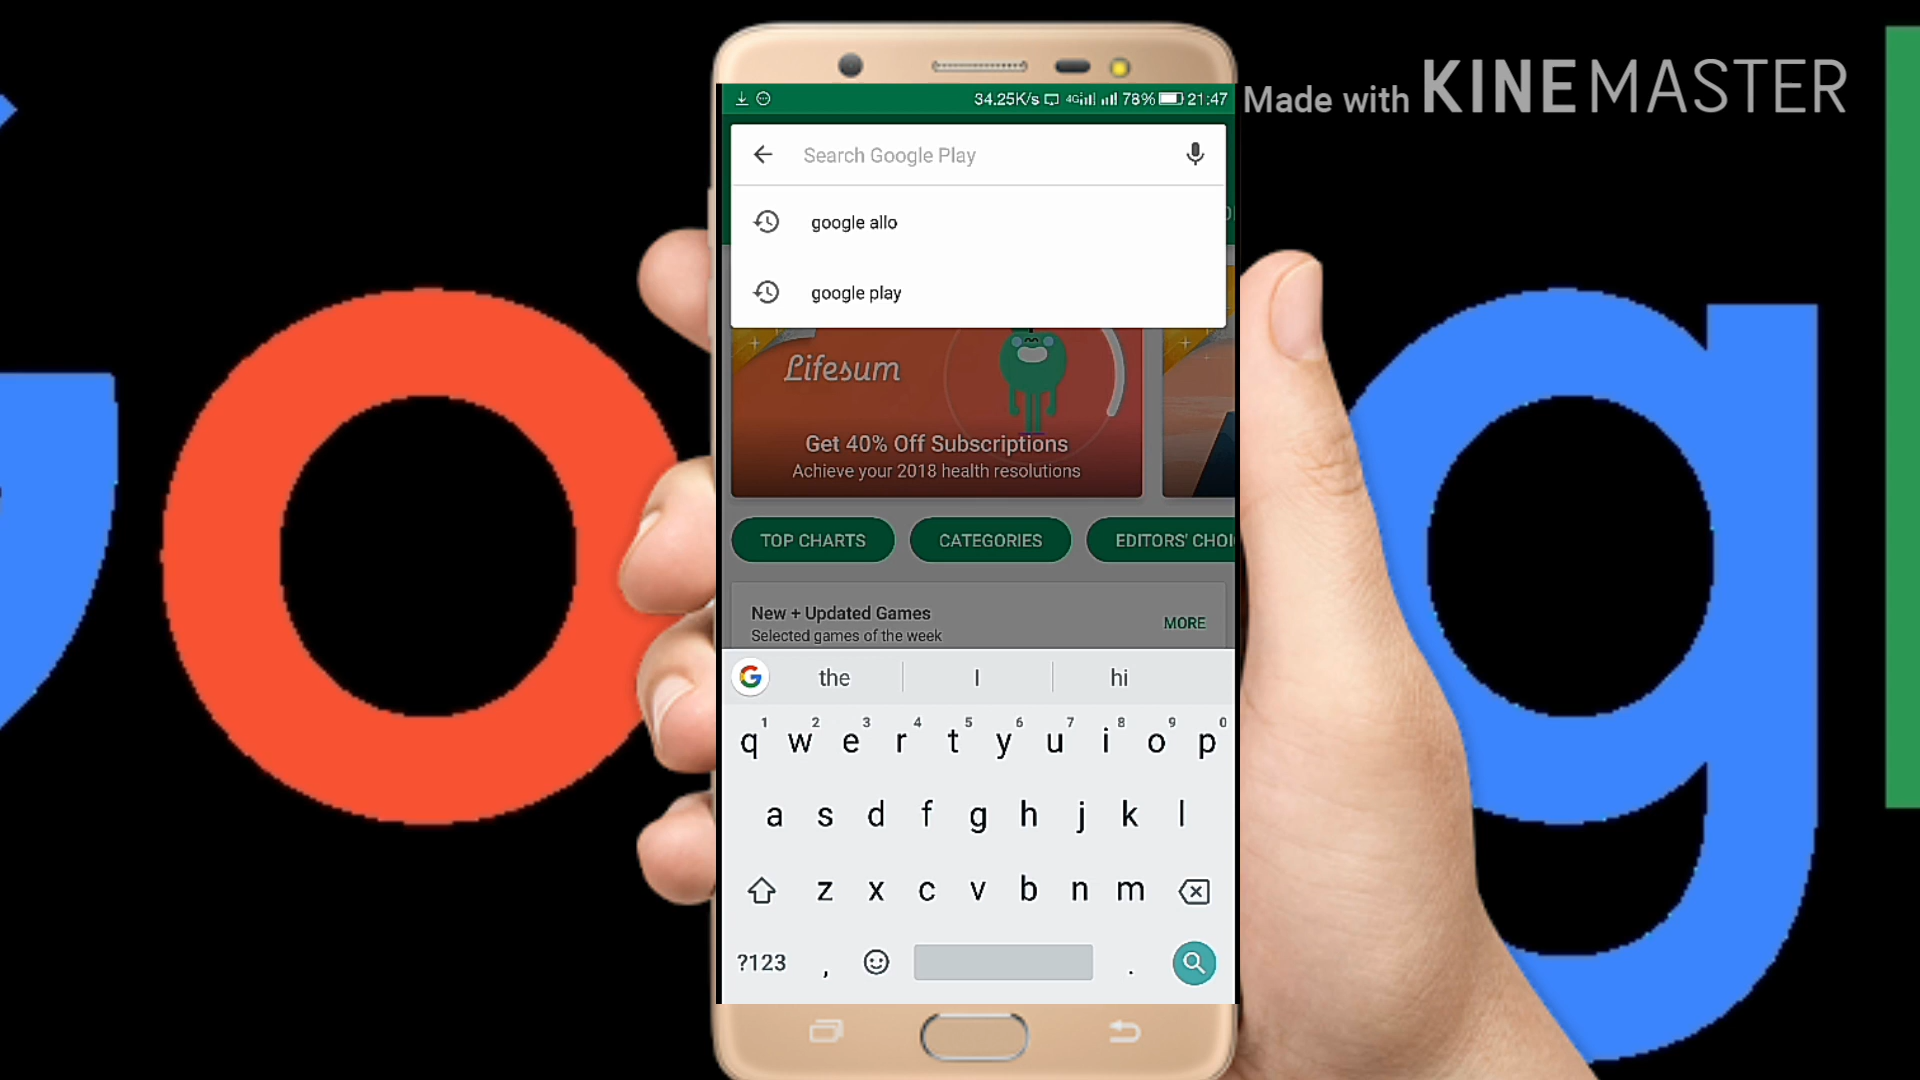 Made with KINEMASTER
34.25K/s 4G 78% 21:47
Search Google Play
google allo
google play
Lifesum
Get 40% Off Subscriptions
Achieve your 2018 health resolutions
TOP CHARTS CATEGORIES EDITORS' CHOI
New + Updated Games
Selected games of the week
MORE
G the I hi
1 2 3 4 5 6 7 8 9 0
q w e r t y u i o p
a s d f g h j k l
z x c v b n m
?123 , .
o g